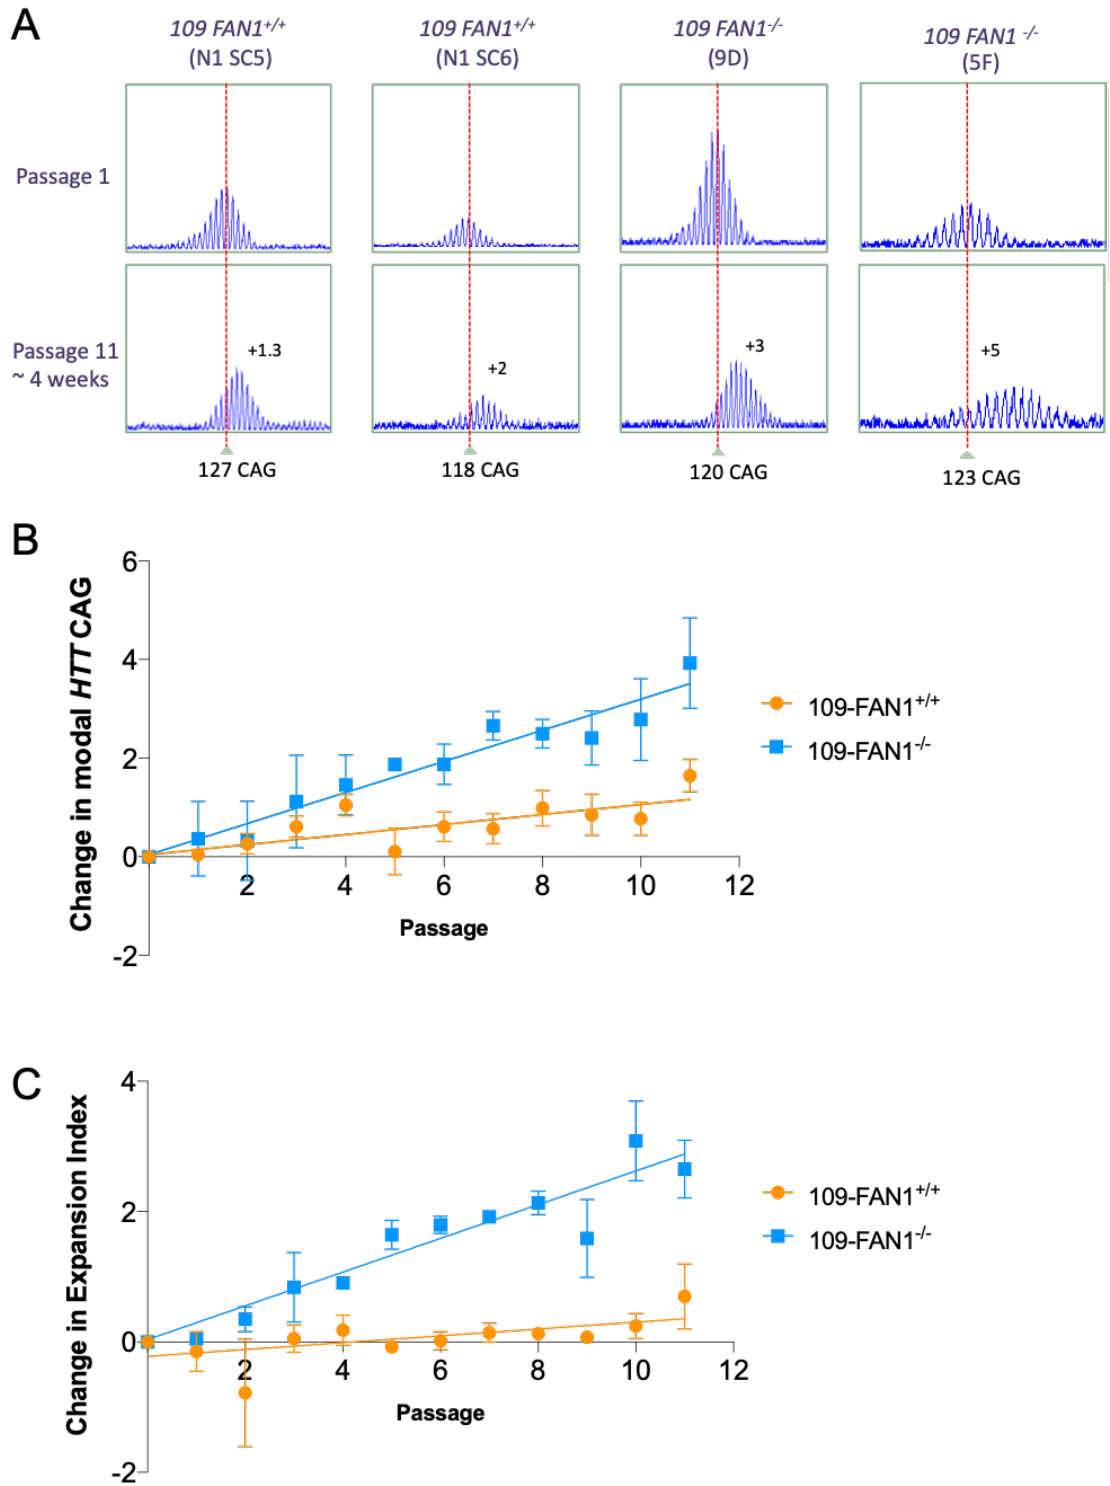 A
109 FAN1+/+
(N1 SC5)
109 FAN1+/+
(N1 SC6)
109 FAN1-/-
(9D)
109 FAN1 -/-
(5F)
Passage 1
Passage 11
~ 4 weeks
+1.3
+2
+3
+5
127 CAG
118 CAG
120 CAG
123 CAG
B
Change in modal HTT CAG
6
4
2
0
-2
2 4 6 8 10 12
Passage
109-FAN1+/+
109-FAN1-/-
C
Change in Expansion Index
4
2
0
-2
2 4 6 8 10 12
Passage
109-FAN1+/+
109-FAN1-/-